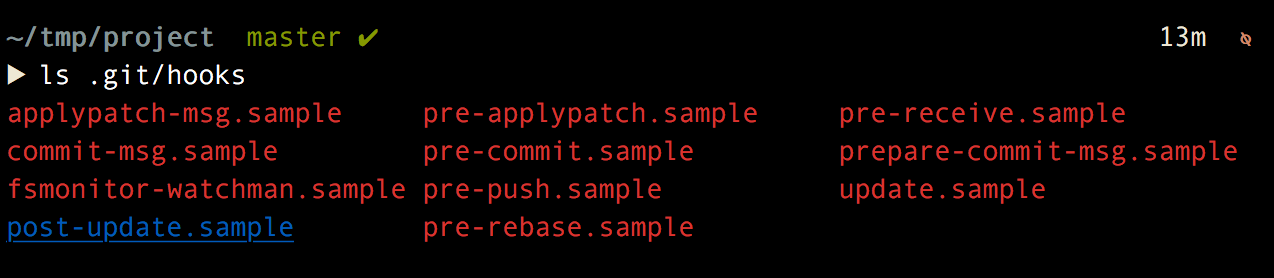 ~/tmp/project master ✔ 13m
▶ ls .git/hooks
applypatch-msg.sample pre-applypatch.sample pre-receive.sample
commit-msg.sample pre-commit.sample prepare-commit-msg.sample
fsmonitor-watchman.sample pre-push.sample update.sample
post-update.sample pre-rebase.sample